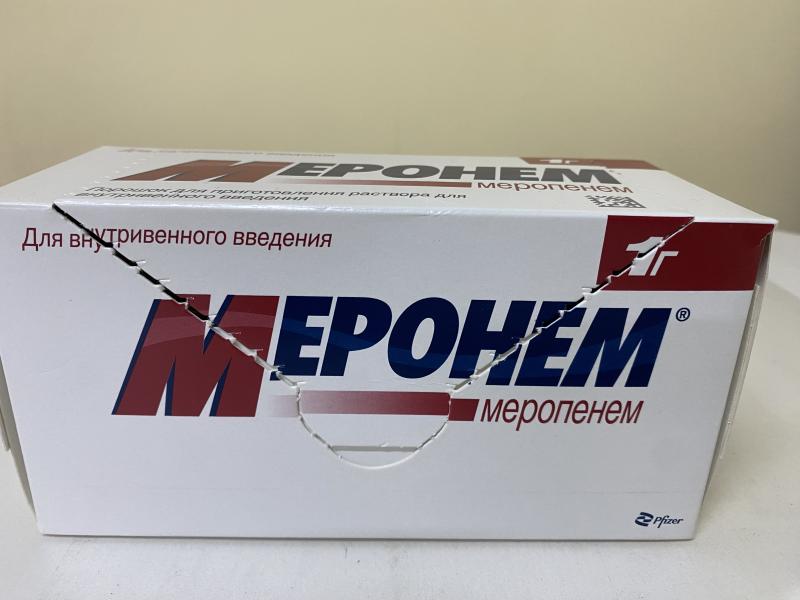 1г
МЕРОНЕМ
меропенем
Порошок для приготовления раствора для
внутривенного введения
Для внутривенного введения
1г
МЕРОНЕМ®
меропенем
Pfizer